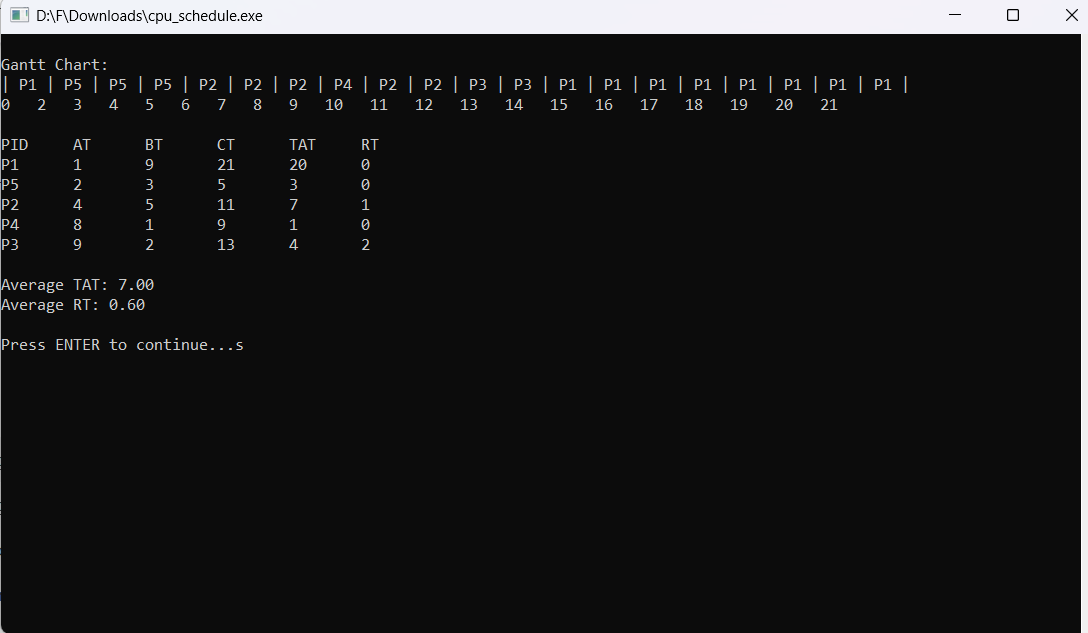 D:\F\Downloads\cpu_schedule.exe
Gantt Chart:
| P1 | P5 | P5 | P5 | P2 | P2 | P2 | P4 | P2 | P2 | P3 | P3 | P1 | P1 | P1 | P1 | P1 | P1 | P1 | P1 |
0   2   3   4   5   6   7   8   9   10   11   12   13   14   15   16   17   18   19   20   21
PID     AT      BT      CT      TAT     RT
P1      1       9       21      20      0
P5      2       3       5       3       0
P2      4       5       11      7       1
P4      8       1       9       1       0
P3      9       2       13      4       2
Average TAT: 7.00
Average RT: 0.60
Press ENTER to continue...s